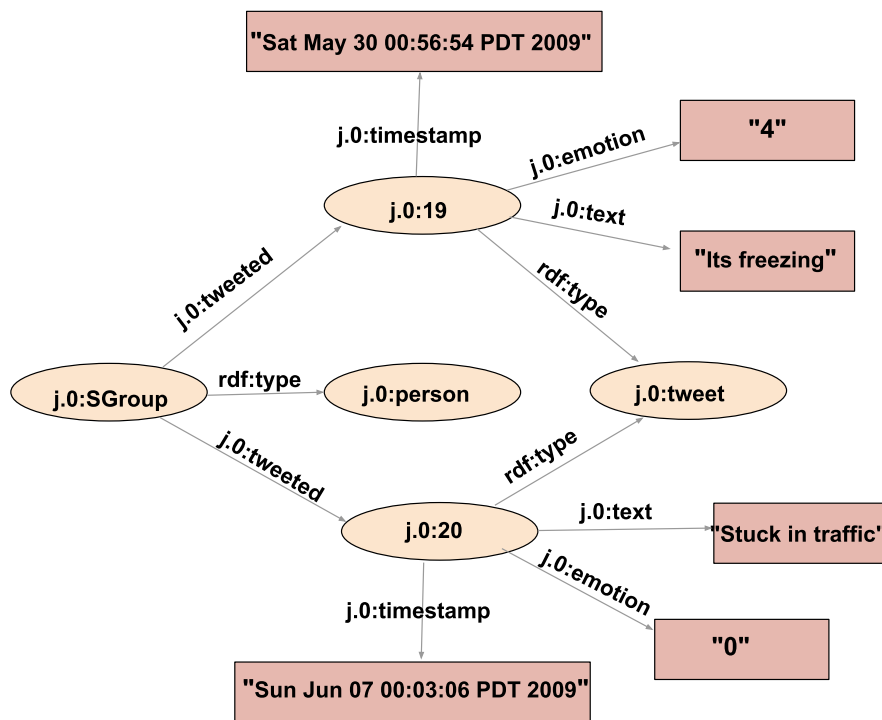 "Sat May 30 00:56:54 PDT 2009"
j.0:timestamp
j.0:emotion
"4"
j.0:19
j.0:text
"Its freezing"
j.0:tweeted
rdf:type
j.0:SGroup
rdf:type
j.0:person
j.0:tweet
j.0:tweeted
rdf:type
j.0:20
j.0:text
"Stuck in traffic"
j.0:timestamp
j.0:emotion
"0"
"Sun Jun 07 00:03:06 PDT 2009"